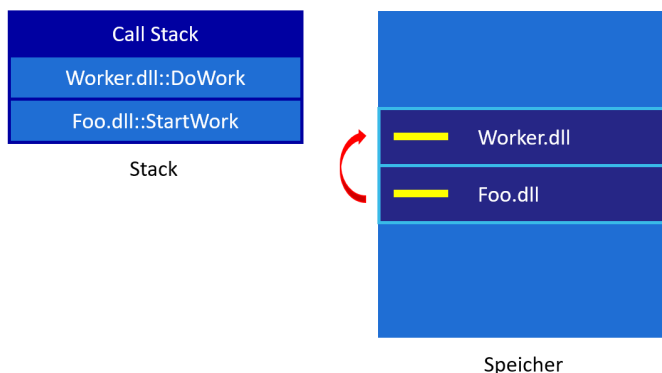 Call Stack
Worker.dll::DoWork
Foo.dll::StartWork
Stack
Worker.dll
Foo.dll
Speicher